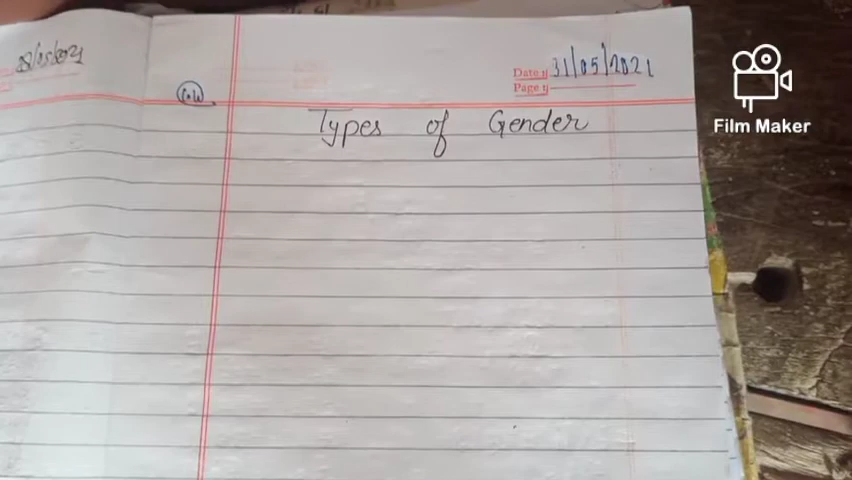 Date 31/05/2021
Page
C.W
Types of Gender
Film Maker